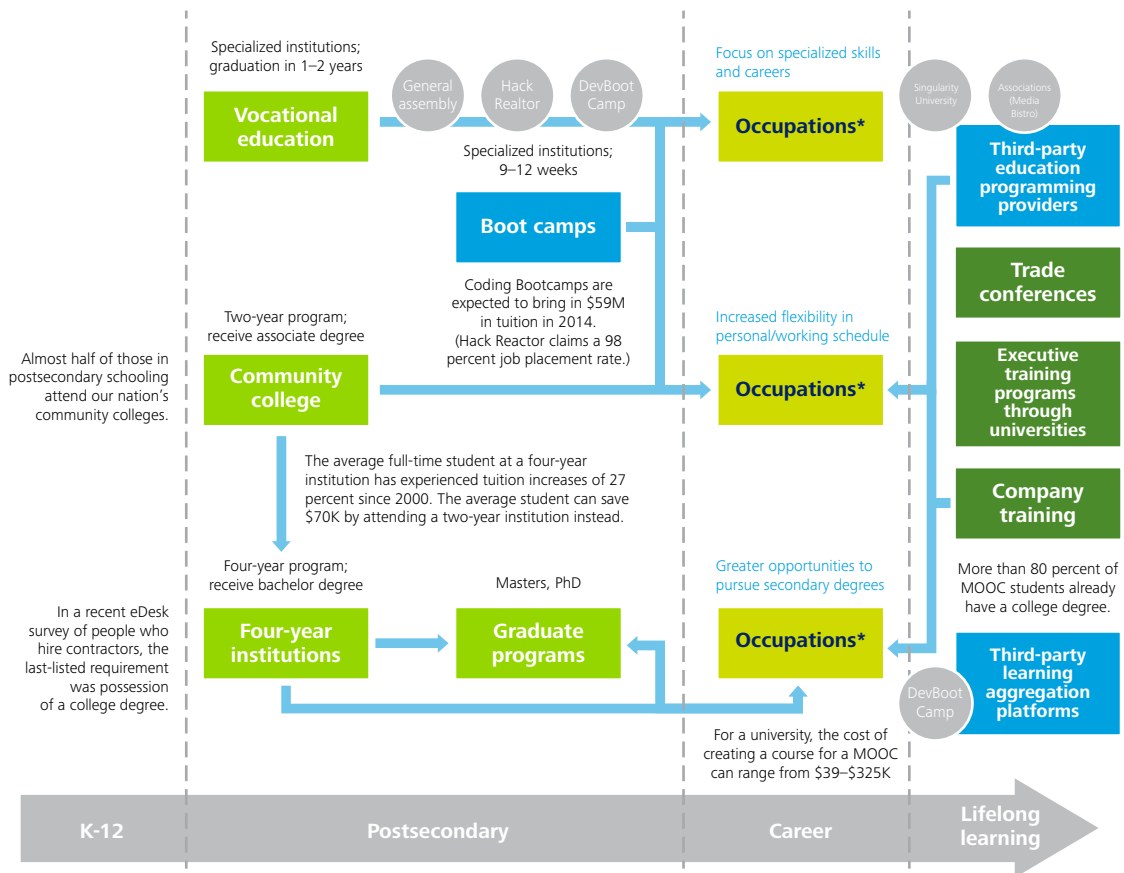 Specialized institutions;
graduation in 1–2 years
Vocational
education
General
assembly
Hack
Realtor
DevBoot
Camp
Specialized institutions;
9–12 weeks
Boot camps
Coding Bootcamps are
expected to bring in $59M
in tuition in 2014.
(Hack Reactor claims a 98
percent job placement rate.)
Focus on specialized skills
and careers
Occupations*
Singularity
University
Associations
(Media
Bistro)
Third-party
education
programming
providers
Trade
conferences
Executive
training
programs
through
universities
Company
training
Almost half of those in
postsecondary schooling
attend our nation’s
community colleges.
Two-year program;
receive associate degree
Community
college
Increased flexibility in
personal/working schedule
Occupations*
The average full-time student at a four-year
institution has experienced tuition increases of 27
percent since 2000. The average student can save
$70K by attending a two-year institution instead.
In a recent eDesk
survey of people who
hire contractors, the
last-listed requirement
was possession
of a college degree.
Four-year program;
receive bachelor degree
Four-year
institutions
Masters, PhD
Graduate
programs
Greater opportunities to
pursue secondary degrees
Occupations*
For a university, the cost of
creating a course for a MOOC
can range from $39–$325K
More than 80 percent of
MOOC students already
have a college degree.
Third-party
learning
aggregation
platforms
DevBoot
Camp
K-12
Postsecondary
Career
Lifelong
learning